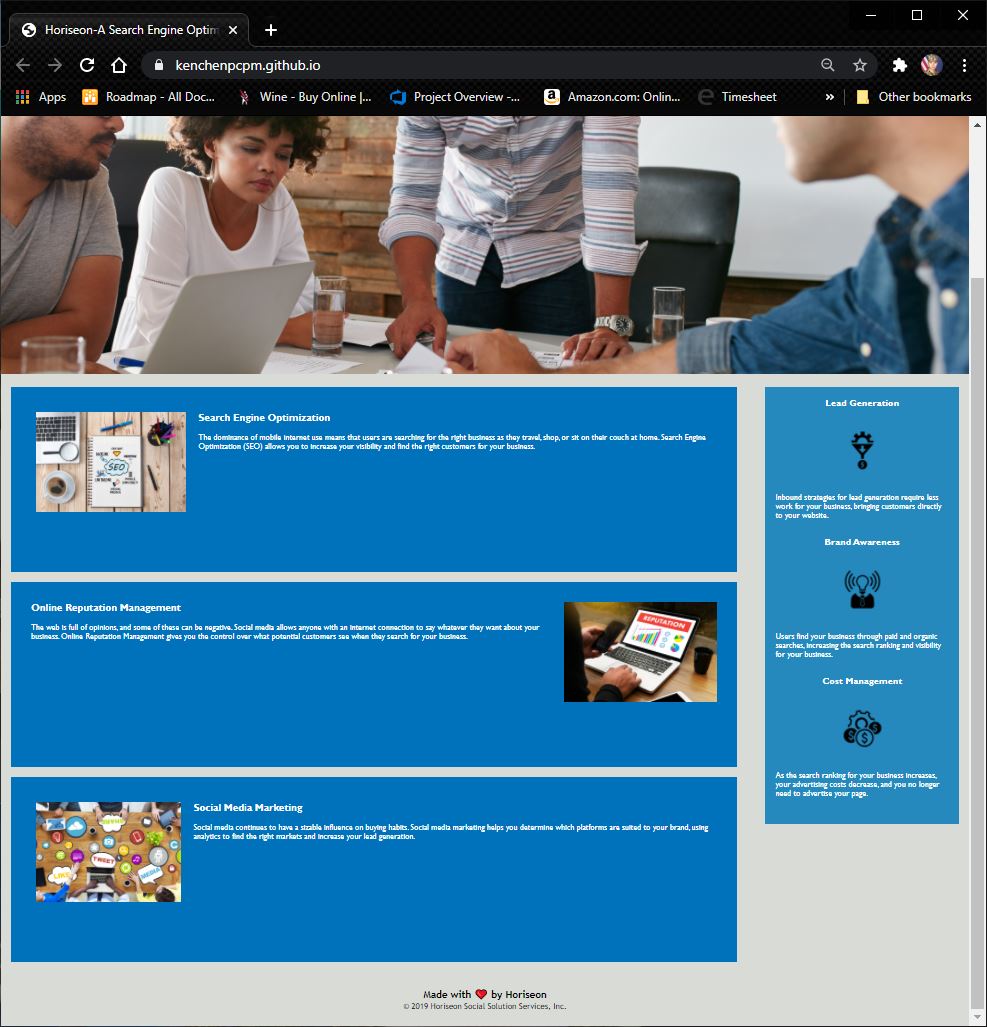 Horiseon-A Search Engine Optim
kenchenpcpm.github.io
Apps
Roadmap - All Doc...
Wine - Buy Online |...
Project Overview -...
Amazon.com: Onlin...
Timesheet
»
Other bookmarks
Search Engine Optimization
The dominance of mobile internet use means that users are searching for the right business as they travel, shop, or sit on their couch at home. Search Engine
Optimization (SEO) allows you to increase your visibility and find the right customers for your business.
SEO
Online Reputation Management
The web is full of opinions, and some of these can be negative. Social media allows anyone with an internet connection to say whatever they want about your
business. Online Reputation Management gives you the control over what potential customers see when they search for your business.
REPUTATION
Social Media Marketing
Social media continues to have a sizable influence on buying habits. Social media marketing helps you determine which platforms are suited to your brand, using
analytics to find the right markets and increase your lead generation.
TWEET
LIKE
MEDIA
Lead Generation
Inbound strategies for lead generation require less
work for your business, bringing customers directly
to your website.
Brand Awareness
Users find your business through paid and organic
searches, increasing the search ranking and visibility
for your business.
Cost Management
As the search ranking for your business increases,
your advertising costs decrease, and you no longer
need to advertise your page.
Made with ❤️ by Horiseon
© 2019 Horiseon Social Solution Services, Inc.